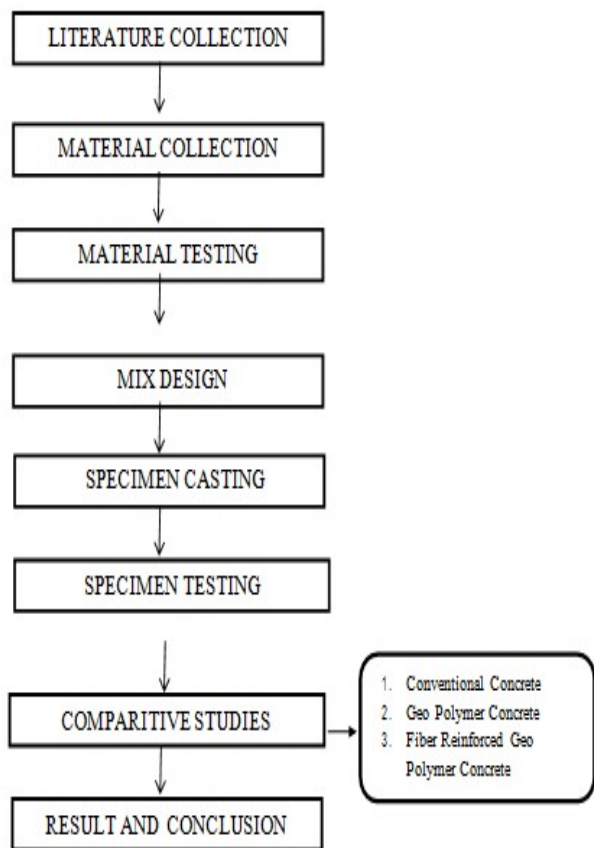 LITERATURE COLLECTION
MATERIAL COLLECTION
MATERIAL TESTING
MIX DESIGN
SPECIMEN CASTING
SPECIMEN TESTING
COMPARITIVE STUDIES
1. Conventional Concrete
2. Geo Polymer Concrete
3. Fiber Reinforced Geo
Polymer Concrete
RESULT AND CONCLUSION